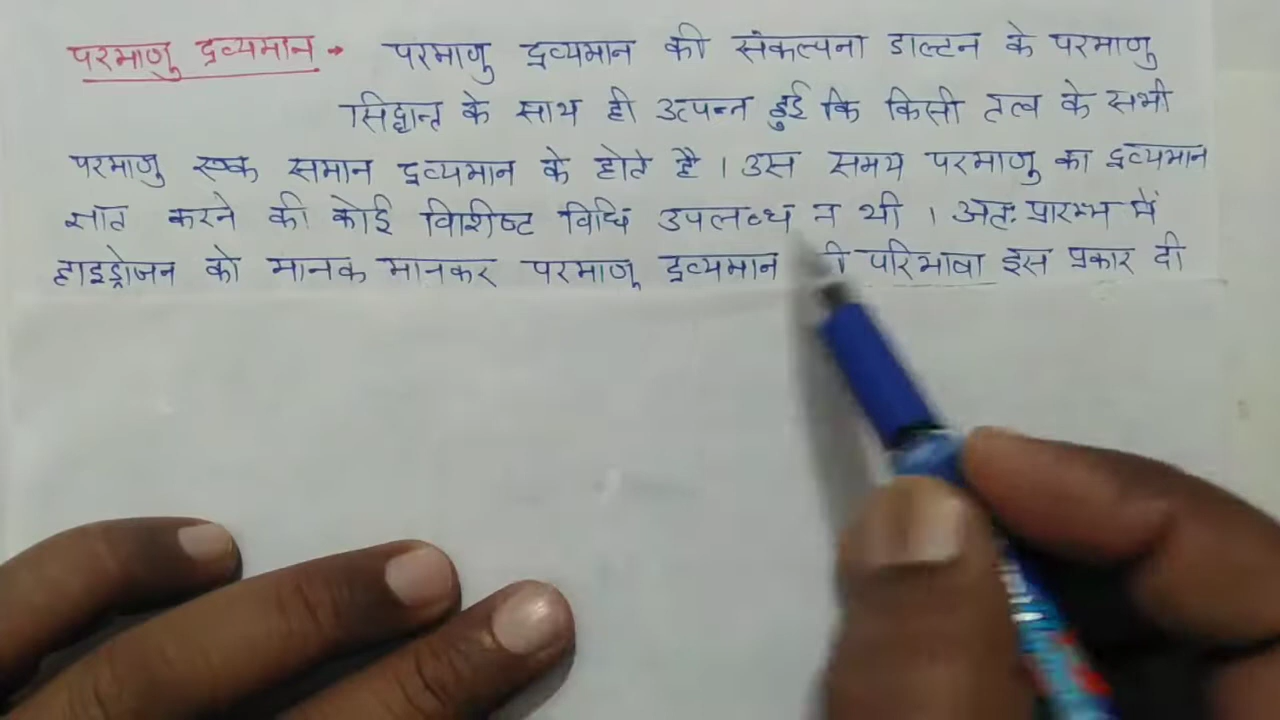 परमाणु द्रव्यमान → परमाणु द्रव्यमान की संकल्पना डाल्टन के परमाणु
सिद्धान्त के साथ ही उत्पन्न हुई कि किसी तत्व के सभी
परमाणु एक समान द्रव्यमान के होते है । उस समय परमाणु का द्रव्यमान
ज्ञात करने की कोई विशिष्ट विधि उपलब्ध न थी । अतः प्रारम्भ में
हाइड्रोजन को मानक मानकर परमाणु द्रव्यमान परिभाषा इस प्रकार दी